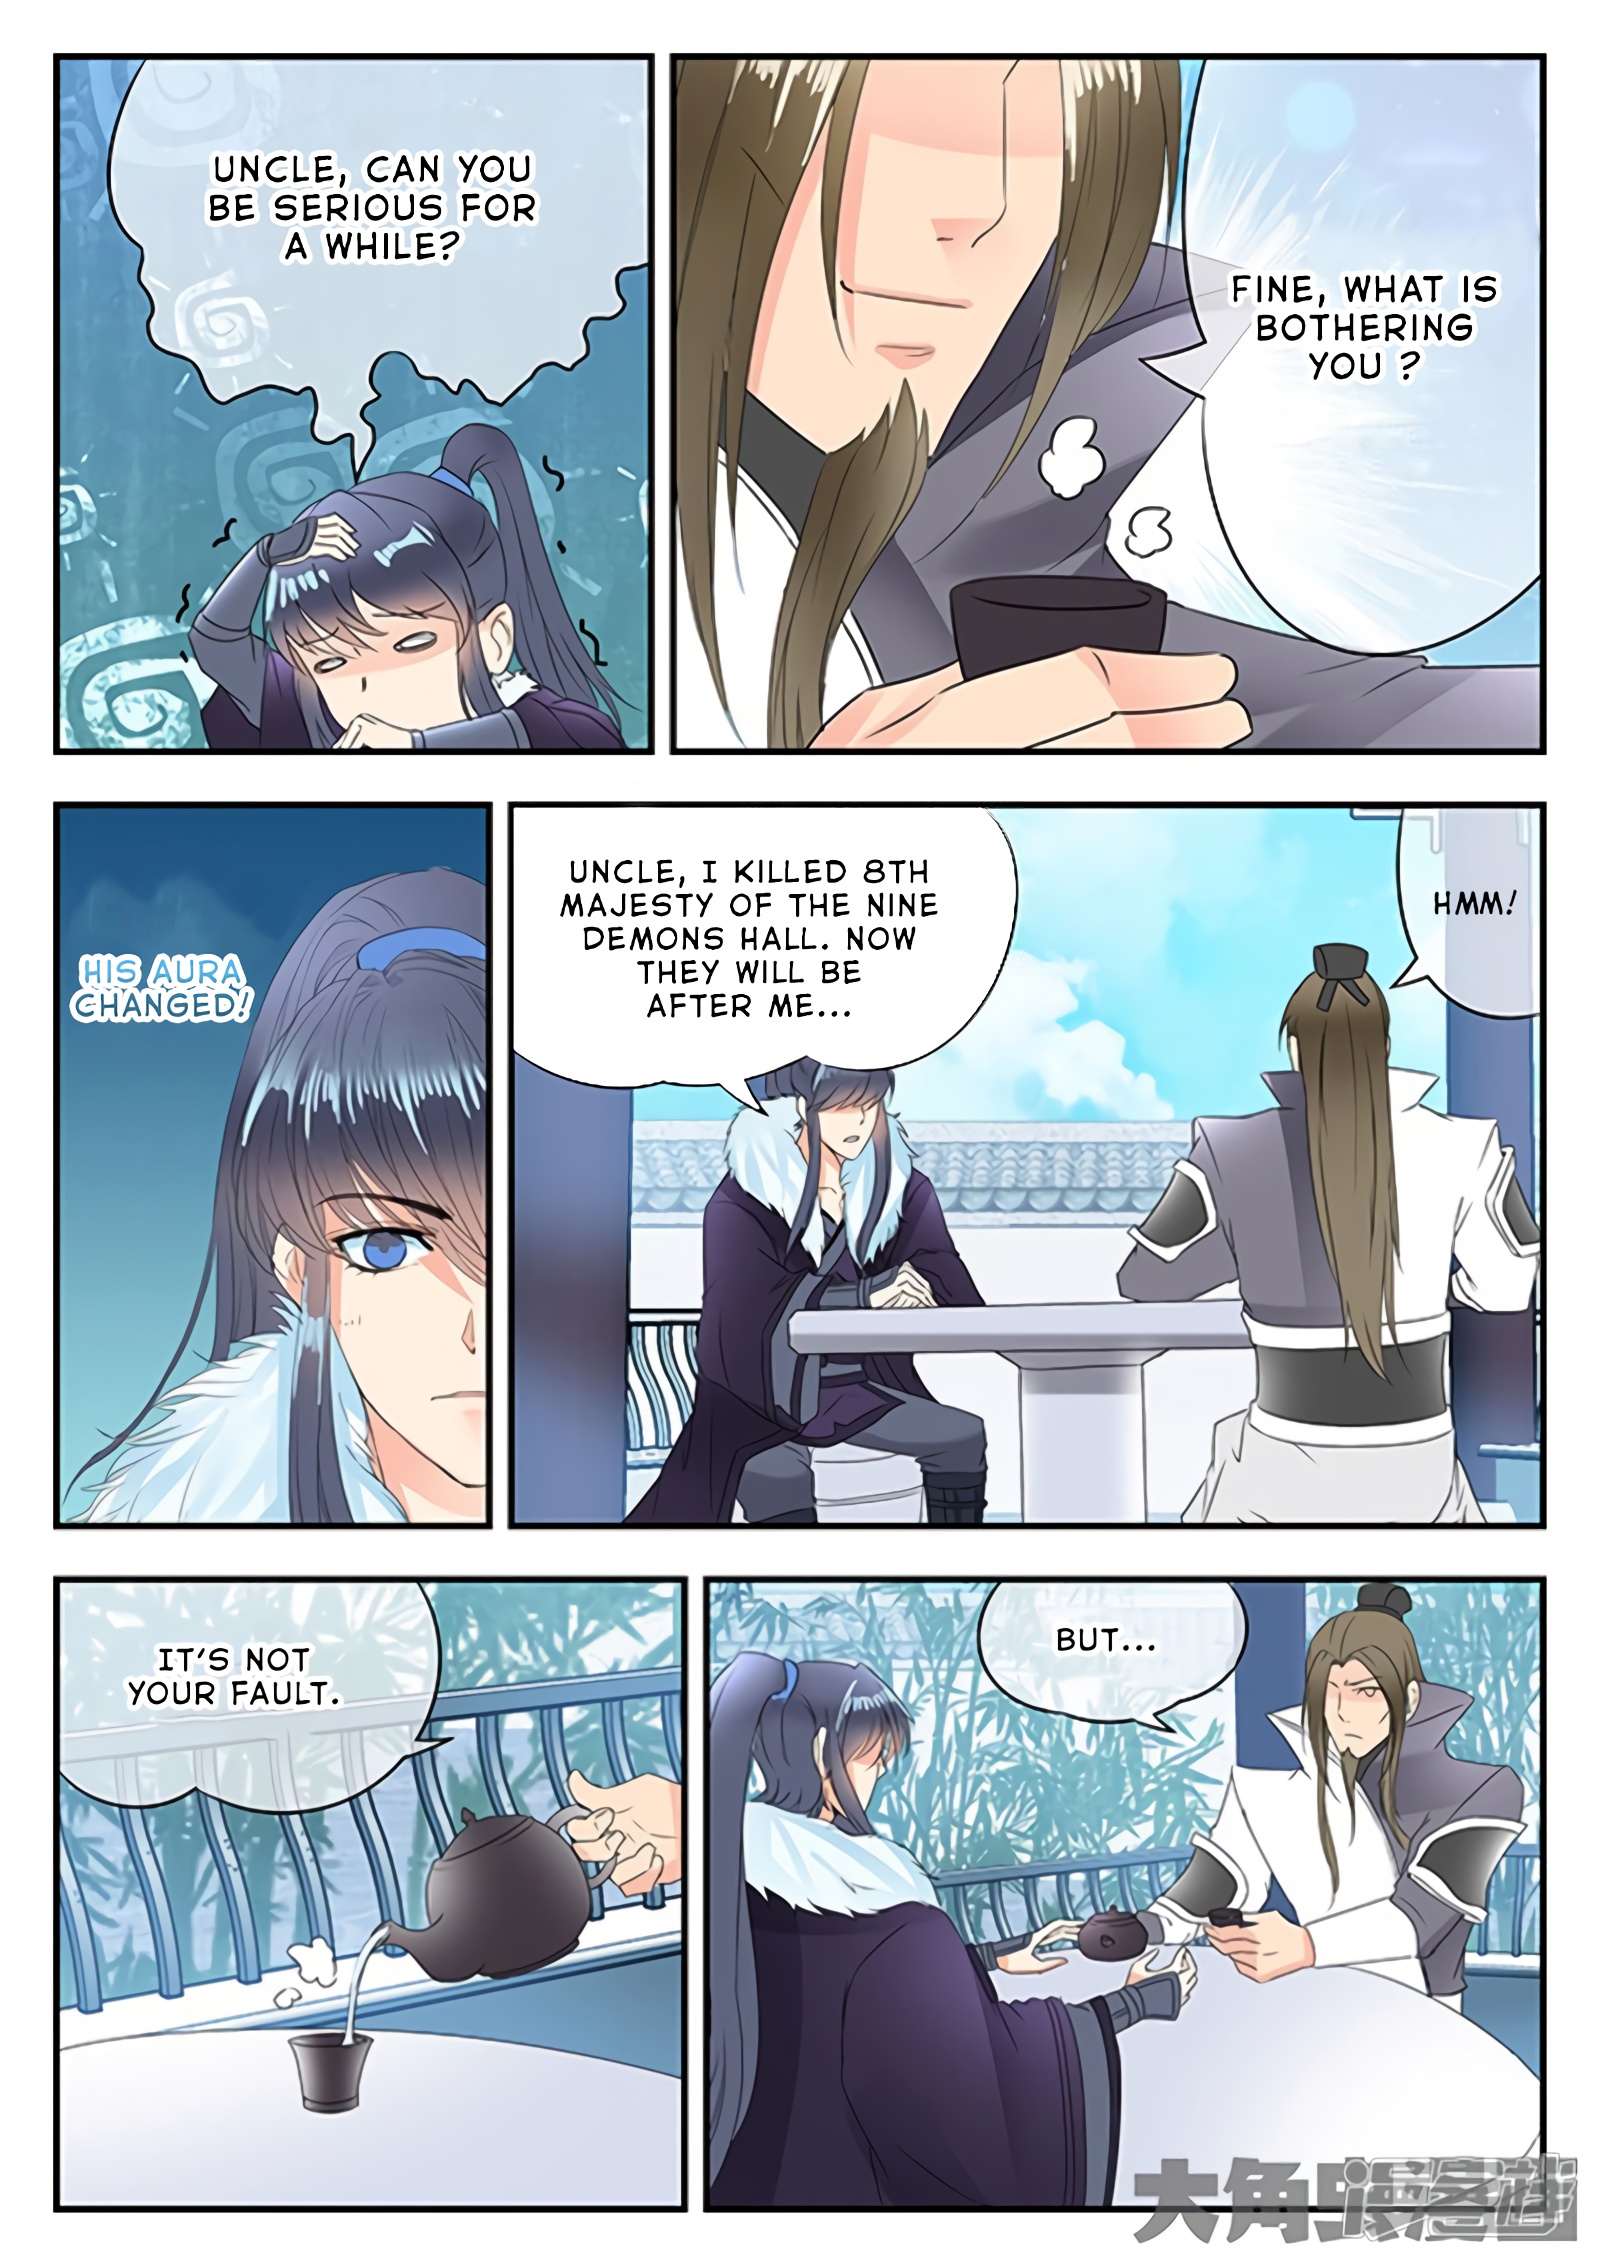 UNCLE, CAN YOU
BE SERIOUS FOR
A WHILE?
FINE, WHAT IS
BOTHERING
YOU ?
HIS AURA
CHANGED!
UNCLE, I KILLED 8TH
MAJESTY OF THE NINE
DEMONS HALL. NOW
THEY WILL BE
AFTER ME...
HMM!
IT'S NOT
YOUR FAULT.
BUT...
大角虫漫画社